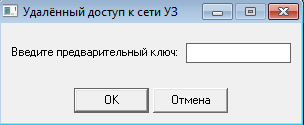 Удалённый доступ к сети УЗ
Введите предварительный ключ:
OK
Отмена